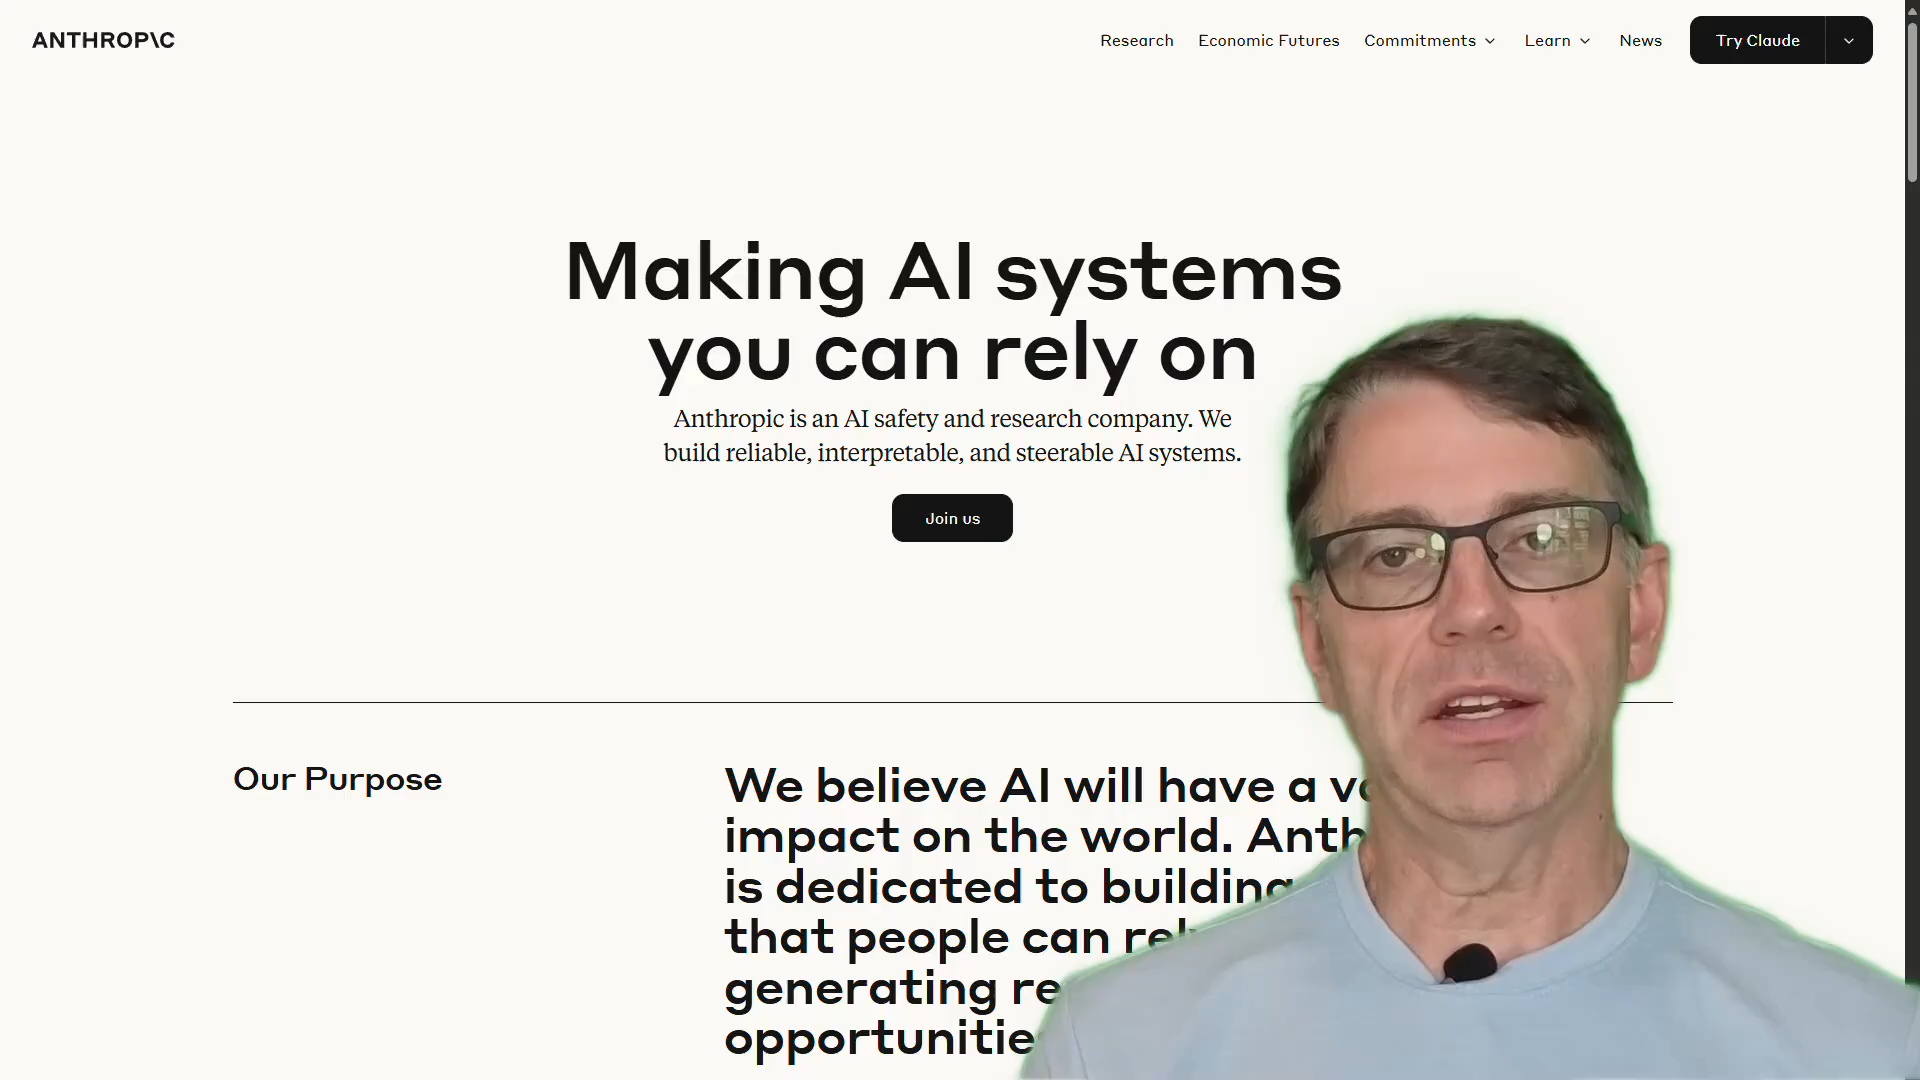 ANTHROP\C
Research
Economic Futures
Commitments
Learn
News
Try Claude
Making AI systems
you can rely on
Anthropic is an AI safety and research company. We
build reliable, interpretable, and steerable AI systems.
Join us
Our Purpose
We believe AI will have a
impact on the world.
is dedicated to building
that people can
generating